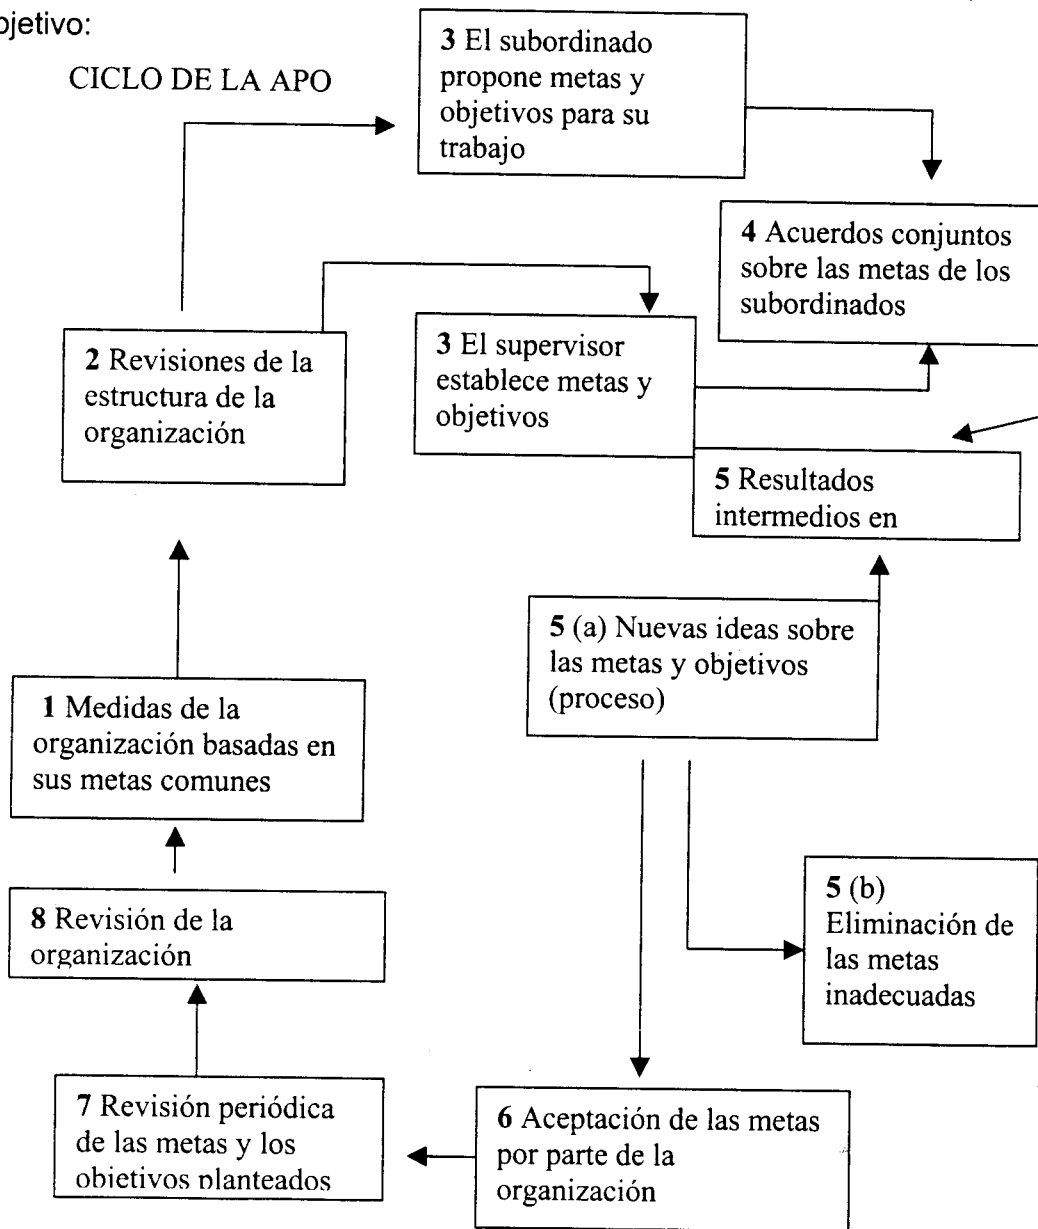 ojetivo:
CICLO DE LA APO
3 El subordinado
propone metas y
objetivos para su
trabajo
4 Acuerdos conjuntos
sobre las metas de los
subordinados
2 Revisiones de la
estructura de la
organización
3 El supervisor
establece metas y
objetivos
5 Resultados
intermedios en
5 (a) Nuevas ideas sobre
las metas y objetivos
(proceso)
1 Medidas de la
organización basadas en
sus metas comunes
5 (b)
Eliminación de
las metas
inadecuadas
8 Revisión de la
organización
7 Revisión periódica
de las metas y los
objetivos planteados
6 Aceptación de las metas
por parte de la
organización